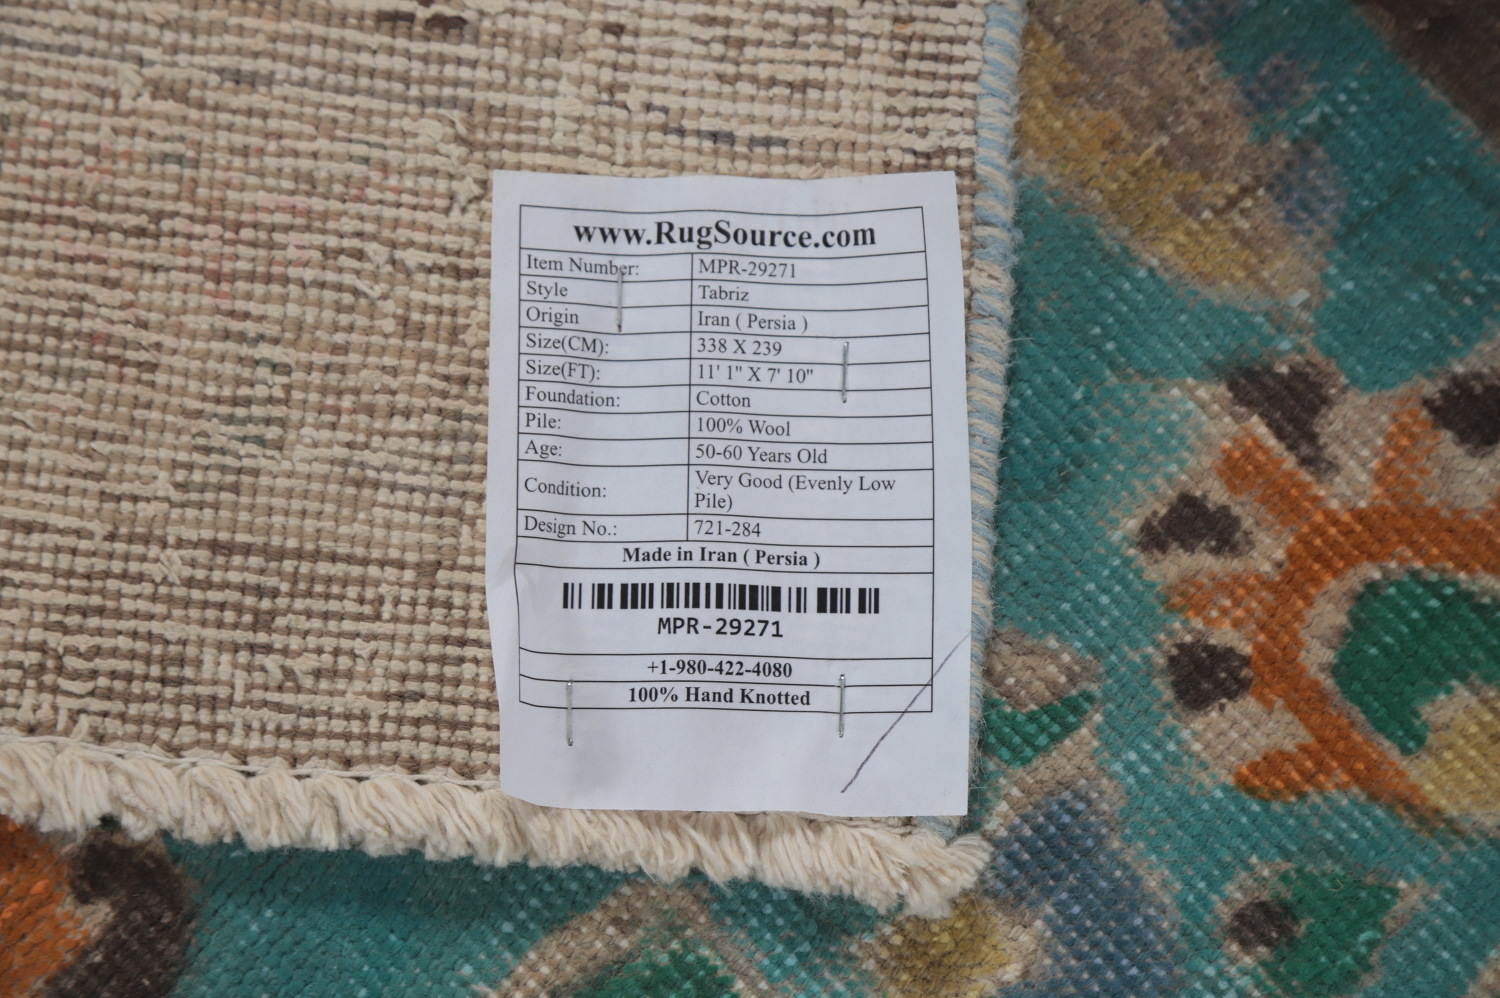 www.RugSource.com
Item Number: MPR-29271
Style Tabriz
Origin Iran ( Persia )
Size(CM): 338 X 239
Size(FT): 11' 1" X 7' 10"
Foundation: Cotton
Pile: 100% Wool
Age: 50-60 Years Old
Condition: Very Good (Evenly Low
Pile)
Design No.: 721-284
Made in Iran ( Persia )
MPR-29271
+1-980-422-4080
100% Hand Knotted